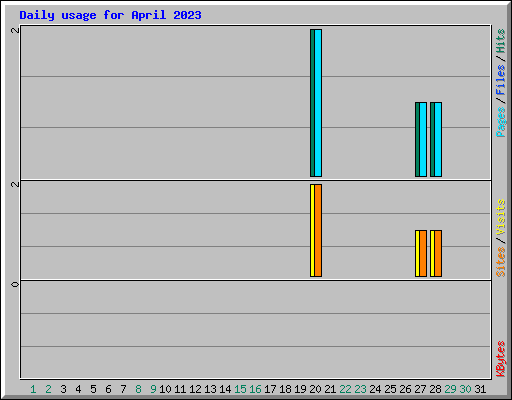 Daily usage for April 2023
2
Pages / Files / Hits
2
Sites / Visits
0
KBytes
1 2 3 4 5 6 7 8 9 10 11 12 13 14 15 16 17 18 19 20 21 22 23 24 25 26 27 28 29 30 31